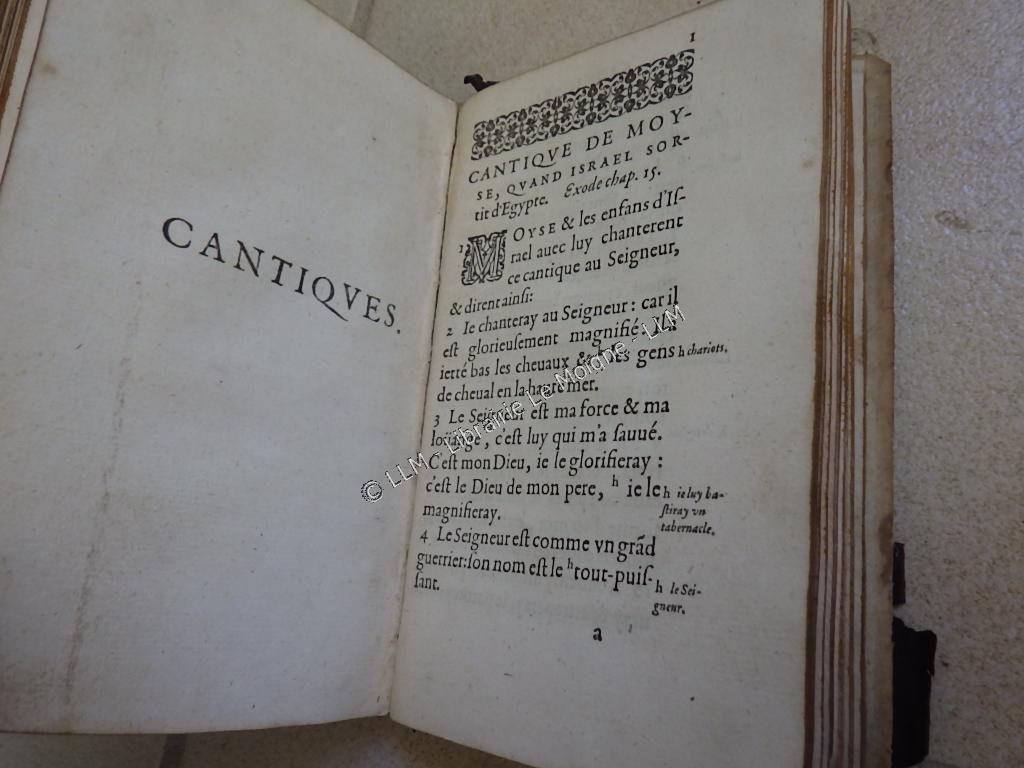 CANTIQVES.
1
CANTIQVE DE MOY-
SE, QVAND ISRAEL SOR-
tit d'Egypte. Exode chap. 15.
1 MOYSE & les enfans d'Iſ-
rael auec luy chanterent
ce cantique au Seigneur,
& dirent ainſi:
2 Ie chanteray au Seigneur: car il
eſt glorieuſement magnifié:
ietté bas les cheuaux & les gens
h chariots.
de cheual en la haute mer.
3 Le Seigneur eſt ma force & ma
loüange, c'eſt luy qui m'a ſauué.
C'eſt mon Dieu, ie le glorifieray:
c'eſt le Dieu de mon pere, h ie le
h ie luy ba-
ſtiray vn
tabernacle.
magnifieray.
4 Le Seigneur eſt comme vn grãd
guerrier: ſon nom eſt le h tout-puiſ-
h le Sei-
gneur.
ſant.
a
© LLM - Librairie Le Moigne - LLM